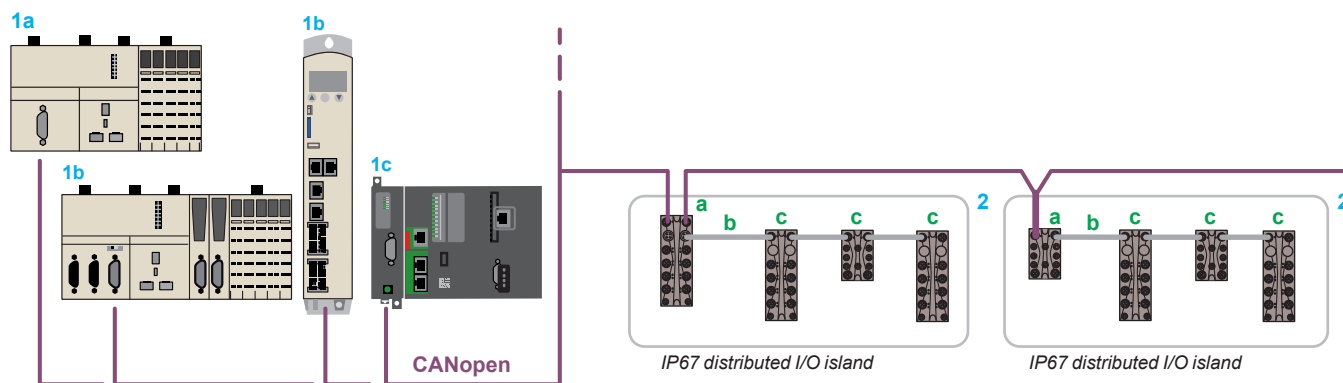 1a
1b
1b
1c
CANopen
a
b
c
c
c
2
IP67 distributed I/O island
a
b
c
c
c
2
IP67 distributed I/O island